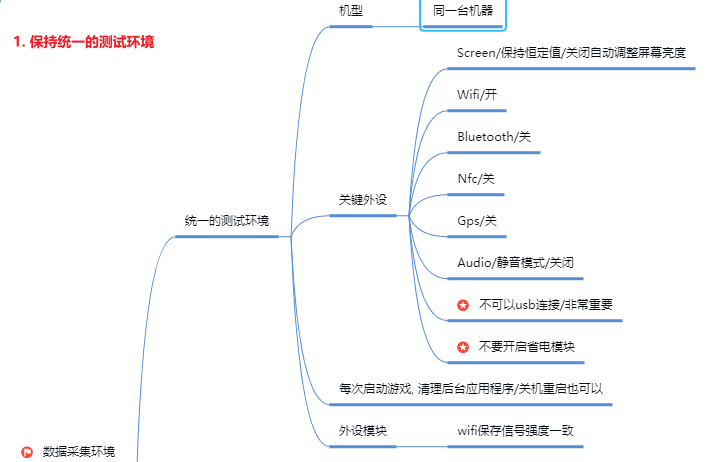 机型
同一台机器
1. 保持统一的测试环境
Screen/保持恒定值/关闭自动调整屏幕亮度
Wifi/开
Bluetooth/关
Nfc/关
关键外设
统一的测试环境
Gps/关
Audio/静音模式/关闭
不可以usb连接/非常重要
不要开启省电模块
每次启动游戏, 清理后台应用程序/关机重启也可以
外设模块
wifi保存信号强度一致
数据采集环境